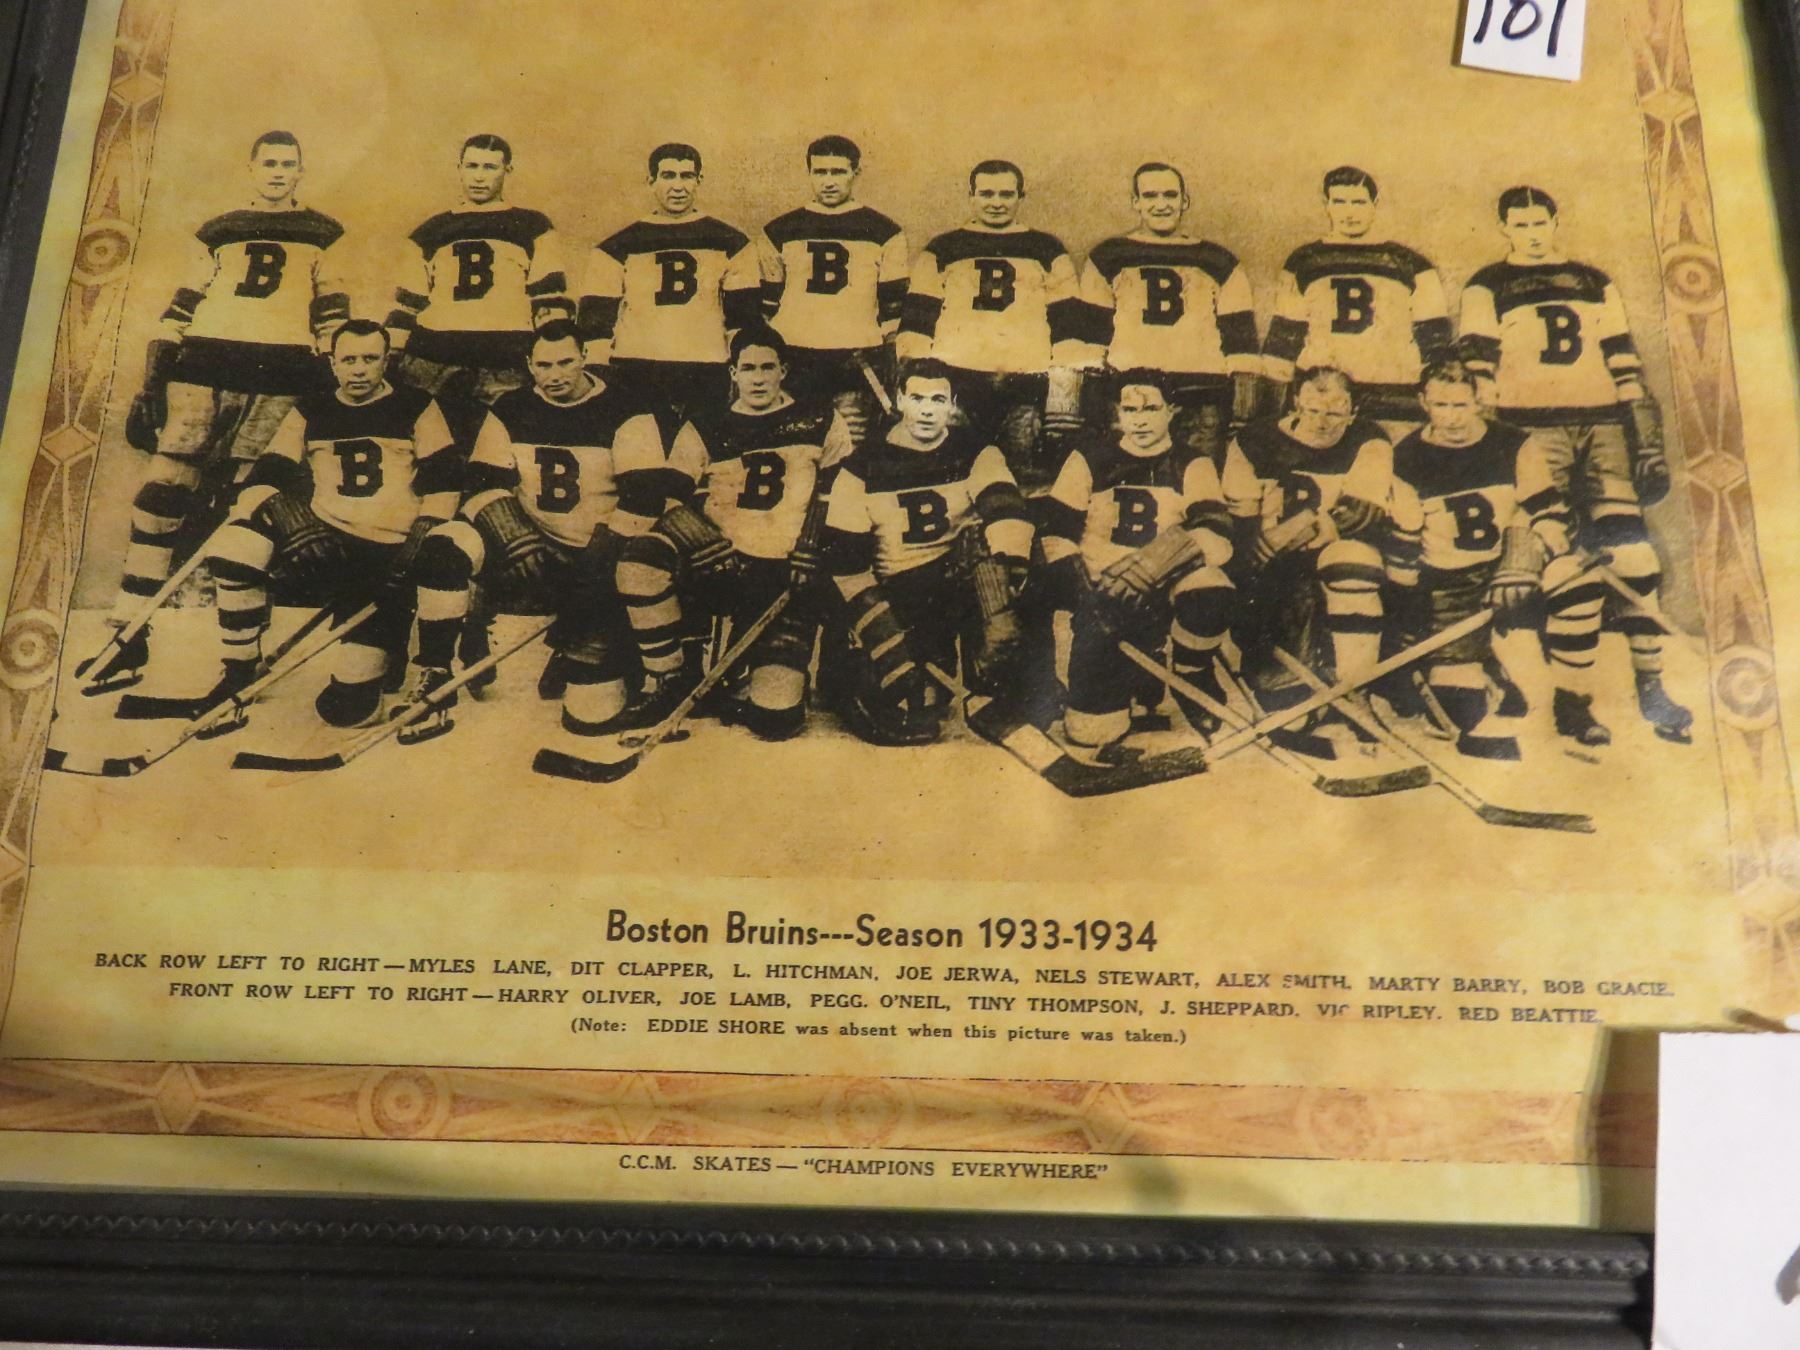 101
B B B B B B B B
B B B B B B B
Boston Bruins---Season 1933-1934
BACK ROW LEFT TO RIGHT—MYLES LANE, DIT CLAPPER, L. HITCHMAN, JOE JERWA, NELS STEWART, ALEX SMITH, MARTY BARRY, BOB GRACIE.
FRONT ROW LEFT TO RIGHT—HARRY OLIVER, JOE LAMB, PEGG. O'NEIL, TINY THOMPSON, J. SHEPPARD, VIC RIPLEY, RED BEATTIE.
(Note: EDDIE SHORE was absent when this picture was taken.)
C.C.M. SKATES—"CHAMPIONS EVERYWHERE"